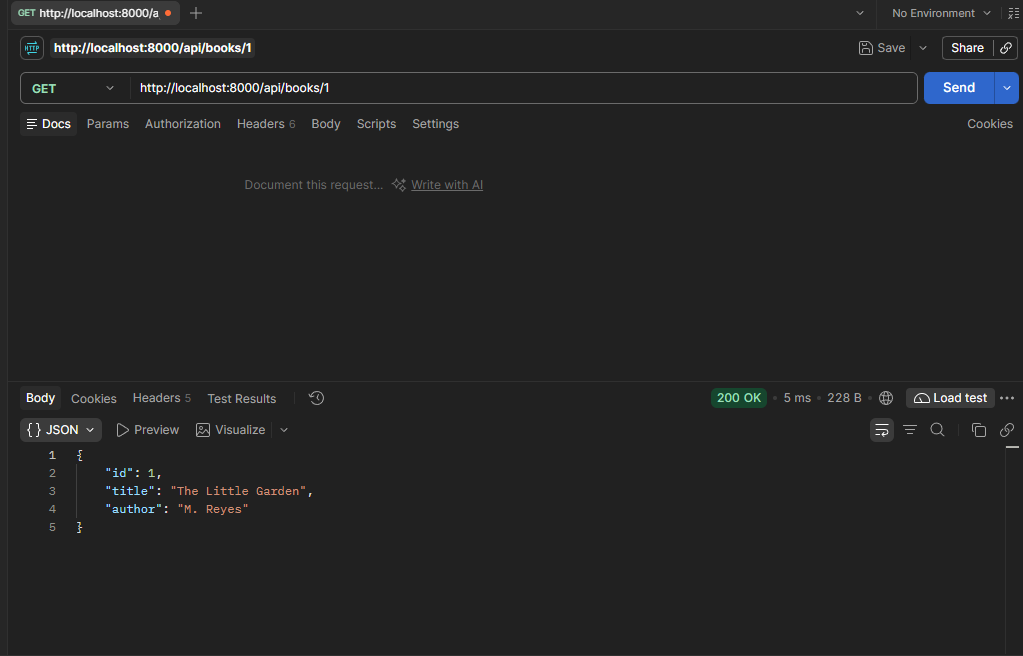 GET http://localhost:8000/a
No Environment
HTTP http://localhost:8000/api/books/1
Save
Share
GET http://localhost:8000/api/books/1
Send
Docs Params Authorization Headers 6 Body Scripts Settings
Cookies
Document this request... Write with AI
Body Cookies Headers 5 Test Results
200 OK • 5 ms • 228 B • Load test
{} JSON Preview Visualize
1 {
2 "id": 1,
3 "title": "The Little Garden",
4 "author": "M. Reyes"
5 }